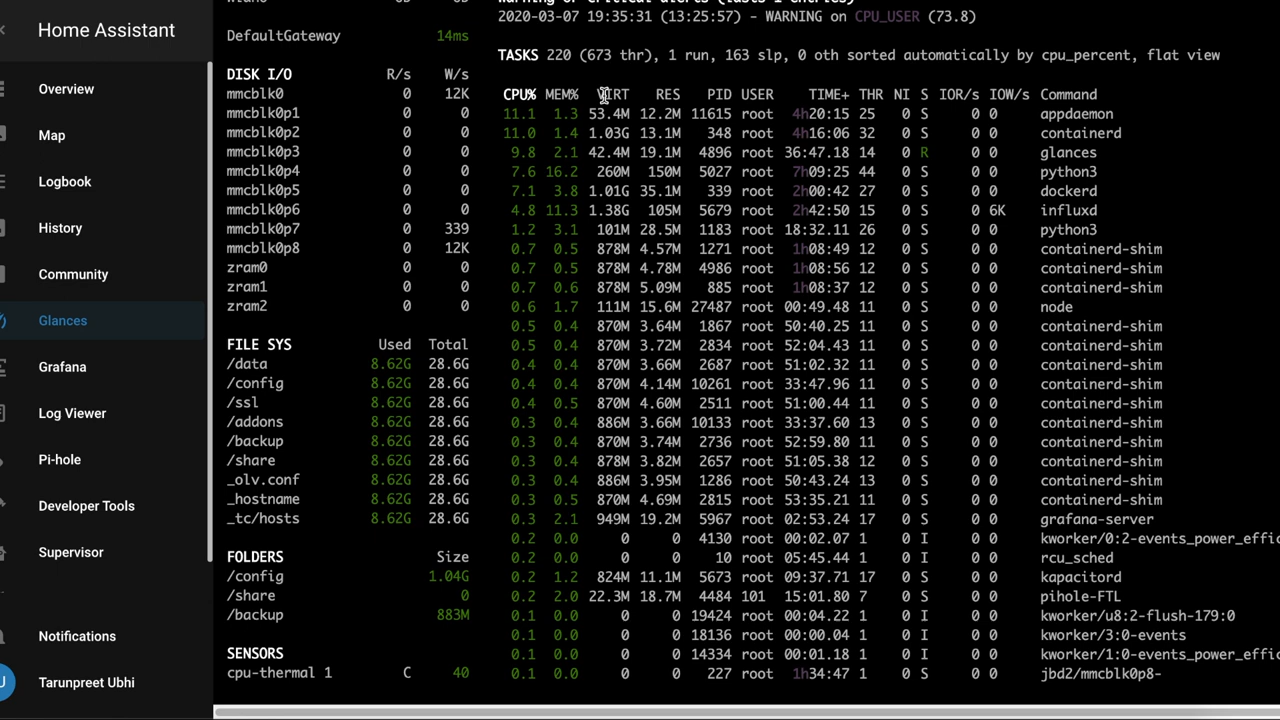 Home Assistant
Overview
Map
Logbook
History
Community
Glances
Grafana
Log Viewer
Pi-hole
Developer Tools
Supervisor
Notifications
Tarunpreet Ubhi
DefaultGateway 14ms
DISK I/O R/s W/s
mmcblk0 0 12K
mmcblk0p1 0 0
mmcblk0p2 0 0
mmcblk0p3 0 0
mmcblk0p4 0 0
mmcblk0p5 0 0
mmcblk0p6 0 0
mmcblk0p7 0 339
mmcblk0p8 0 12K
zram0 0 0
zram1 0 0
zram2 0 0
FILE SYS Used Total
/data 8.62G 28.6G
/config 8.62G 28.6G
/ssl 8.62G 28.6G
/addons 8.62G 28.6G
/backup 8.62G 28.6G
/share 8.62G 28.6G
_olv.conf 8.62G 28.6G
_hostname 8.62G 28.6G
_tc/hosts 8.62G 28.6G
FOLDERS Size
/config 1.04G
/share 0
/backup 883M
SENSORS
cpu-thermal 1 C 40
Warning or critical alerts (lasts 1 entries)
2020-03-07 19:35:31 (13:25:57) - WARNING on CPU_USER (73.8)
TASKS 220 (673 thr), 1 run, 163 slp, 0 oth sorted automatically by cpu_percent, flat view
CPU% MEM% VIRT RES PID USER TIME+ THR NI S IOR/s IOW/s Command
11.1 1.3 53.4M 12.2M 11615 root 4h20:15 25 0 S 0 0 appdaemon
11.0 1.4 1.03G 13.1M 348 root 4h16:06 32 0 S 0 0 containerd
9.8 2.1 42.4M 19.1M 4896 root 36:47.18 14 0 R 0 0 glances
7.6 16.2 260M 150M 5027 root 7h09:25 44 0 S 0 0 python3
7.1 3.8 1.01G 35.1M 339 root 2h00:42 27 0 S 0 0 dockerd
4.8 11.3 1.38G 105M 5679 root 2h42:50 15 0 S 0 6K influxd
1.2 3.1 101M 28.5M 1183 root 18:32.11 26 0 S 0 0 python3
0.7 0.5 878M 4.57M 1271 root 1h08:49 12 0 S 0 0 containerd-shim
0.7 0.5 878M 4.78M 4986 root 1h08:56 12 0 S 0 0 containerd-shim
0.7 0.6 878M 5.09M 885 root 1h08:37 12 0 S 0 0 containerd-shim
0.6 1.7 111M 15.6M 27487 root 00:49.48 11 0 S 0 0 node
0.5 0.4 870M 3.64M 1867 root 50:40.25 11 0 S 0 0 containerd-shim
0.5 0.4 870M 3.72M 2834 root 52:04.43 11 0 S 0 0 containerd-shim
0.4 0.4 870M 3.66M 2687 root 51:02.32 11 0 S 0 0 containerd-shim
0.4 0.4 870M 4.14M 10261 root 33:47.96 11 0 S 0 0 containerd-shim
0.4 0.5 870M 4.60M 2511 root 51:00.44 11 0 S 0 0 containerd-shim
0.3 0.4 886M 3.66M 10133 root 33:37.60 13 0 S 0 0 containerd-shim
0.3 0.4 870M 3.74M 2736 root 52:59.80 11 0 S 0 0 containerd-shim
0.3 0.4 878M 3.82M 2657 root 51:05.38 12 0 S 0 0 containerd-shim
0.3 0.4 886M 3.95M 1286 root 50:43.24 13 0 S 0 0 containerd-shim
0.3 0.5 870M 4.69M 2815 root 53:35.21 11 0 S 0 0 containerd-shim
0.3 2.1 949M 19.2M 5967 root 02:53.24 17 0 S 0 0 grafana-server
0.2 0.0 0 0 4130 root 00:02.07 1 0 I 0 0 kworker/0:2-events_power_effic
0.2 0.0 0 0 10 root 05:45.44 1 0 I 0 0 rcu_sched
0.2 1.2 824M 11.1M 5673 root 09:37.71 17 0 S 0 0 kapacitord
0.2 2.0 22.3M 18.7M 4484 101 15:01.80 7 0 S 0 0 pihole-FTL
0.1 0.0 0 0 19424 root 00:04.22 1 0 I 0 0 kworker/u8:2-flush-179:0
0.1 0.0 0 0 18136 root 00:00.04 1 0 I 0 0 kworker/3:0-events
0.1 0.0 0 0 14334 root 00:01.18 1 0 I 0 0 kworker/1:0-events_power_effic
0.1 0.0 0 0 227 root 1h34:47 1 0 S 0 0 jbd2/mmcblk0p8-